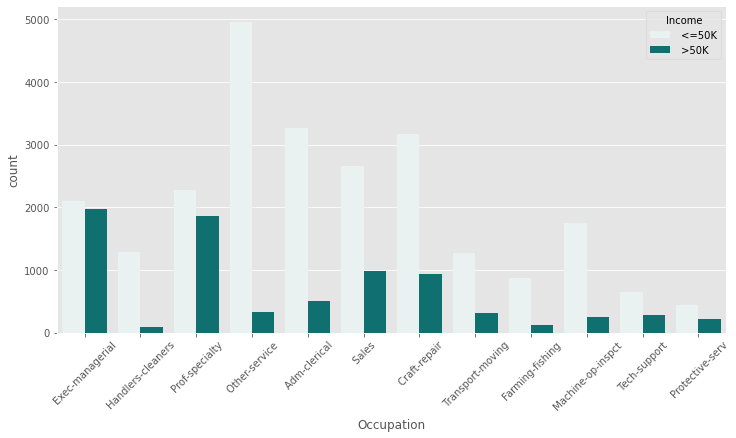 Income
<=50K
>50K
5000
4000
3000
2000
1000
0
count
Exec-managerial
Handlers-cleaners
Prof-specialty
Other-service
Adm-clerical
Sales
Craft-repair
Transport-moving
Farming-fishing
Machine-op-inspct
Tech-support
Protective-serv
Occupation